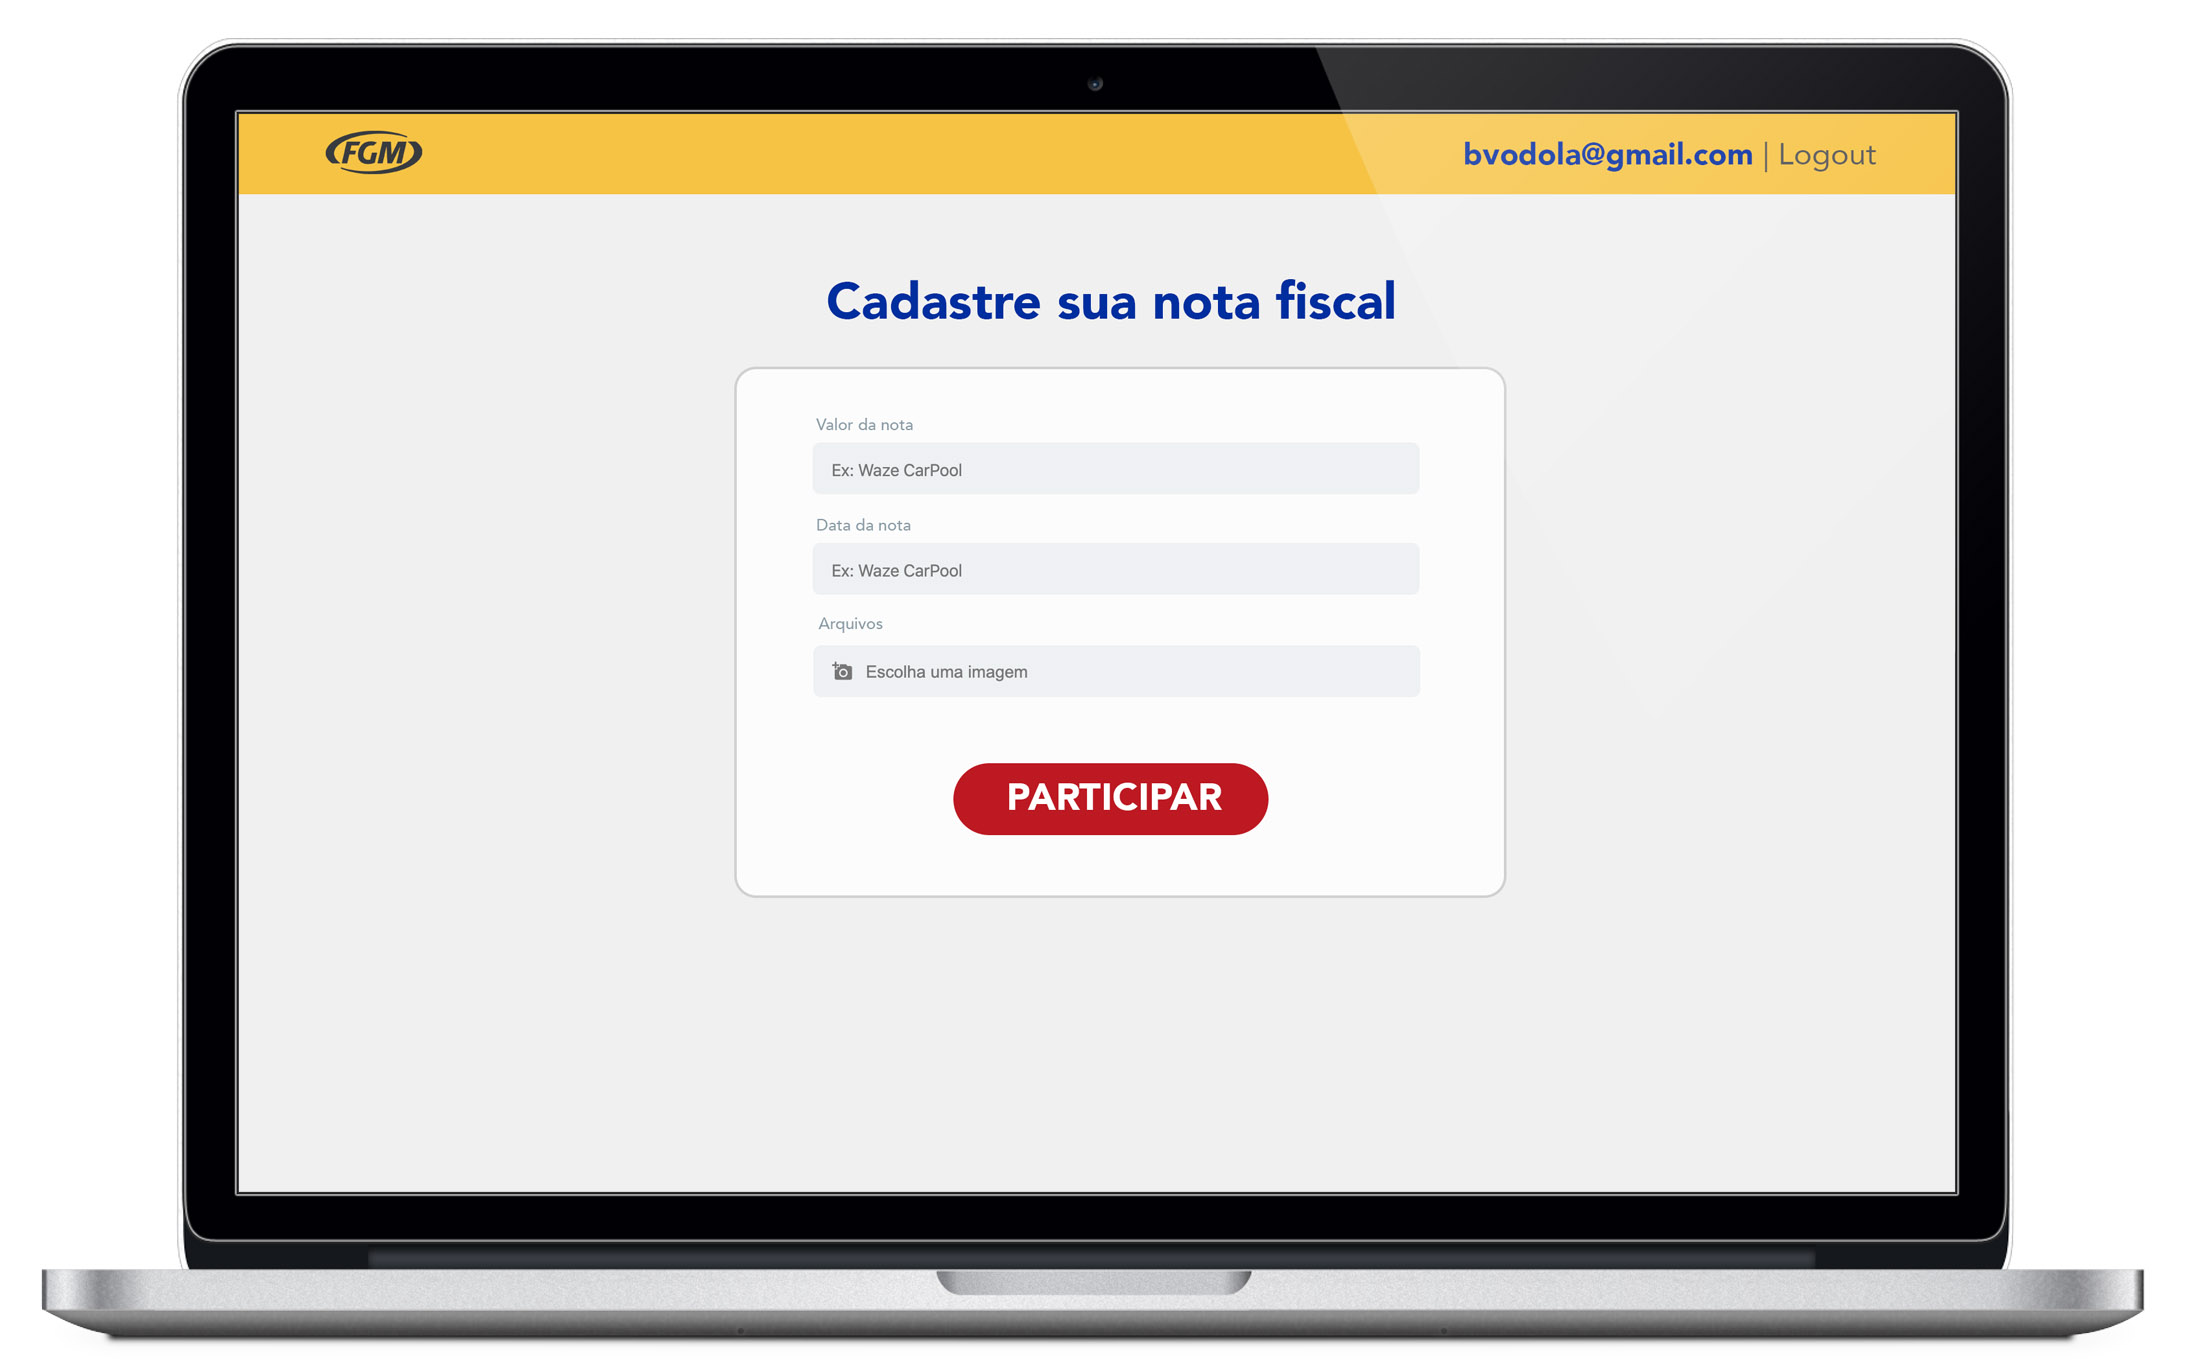 FGM
bvodola@gmail.com | Logout
Cadastre sua nota fiscal
Valor da nota
Ex: Waze CarPool
Data da nota
Ex: Waze CarPool
Arquivos
Escolha uma imagem
PARTICIPAR